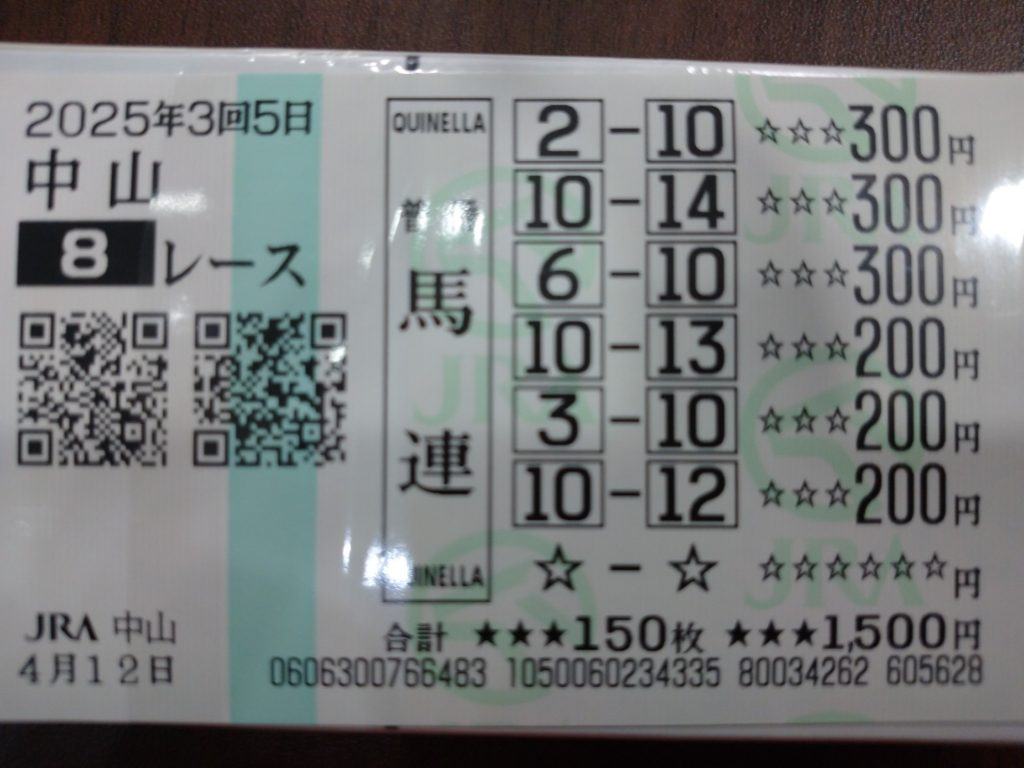 2025年3回5日
中山
8レース
JRA 中山
4月12日
QUINELLA
普通
馬連
QUINELLA
2-10 ☆☆☆300円
10-14 ☆☆☆300円
6-10 ☆☆☆300円
10-13 ☆☆☆200円
3-10 ☆☆☆200円
10-12 ☆☆☆200円
☆-☆ ☆☆☆☆☆☆円
合計 ★★★150枚 ★★★1,500円
0606300766483 1050060234335 80034262 605628